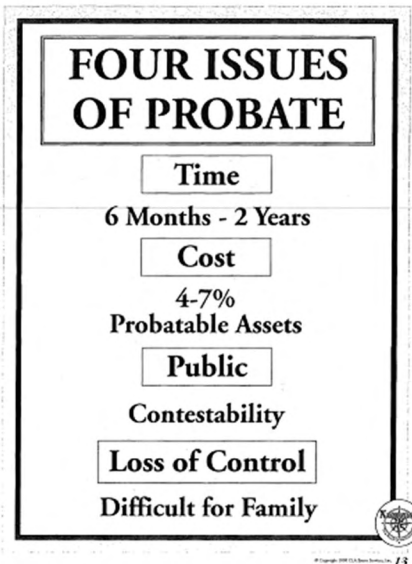 FOUR ISSUES
OF PROBATE
Time
6 Months - 2 Years
Cost
4-7%
Probatable Assets
Public
Contestability
Loss of Control
Difficult for Family
13